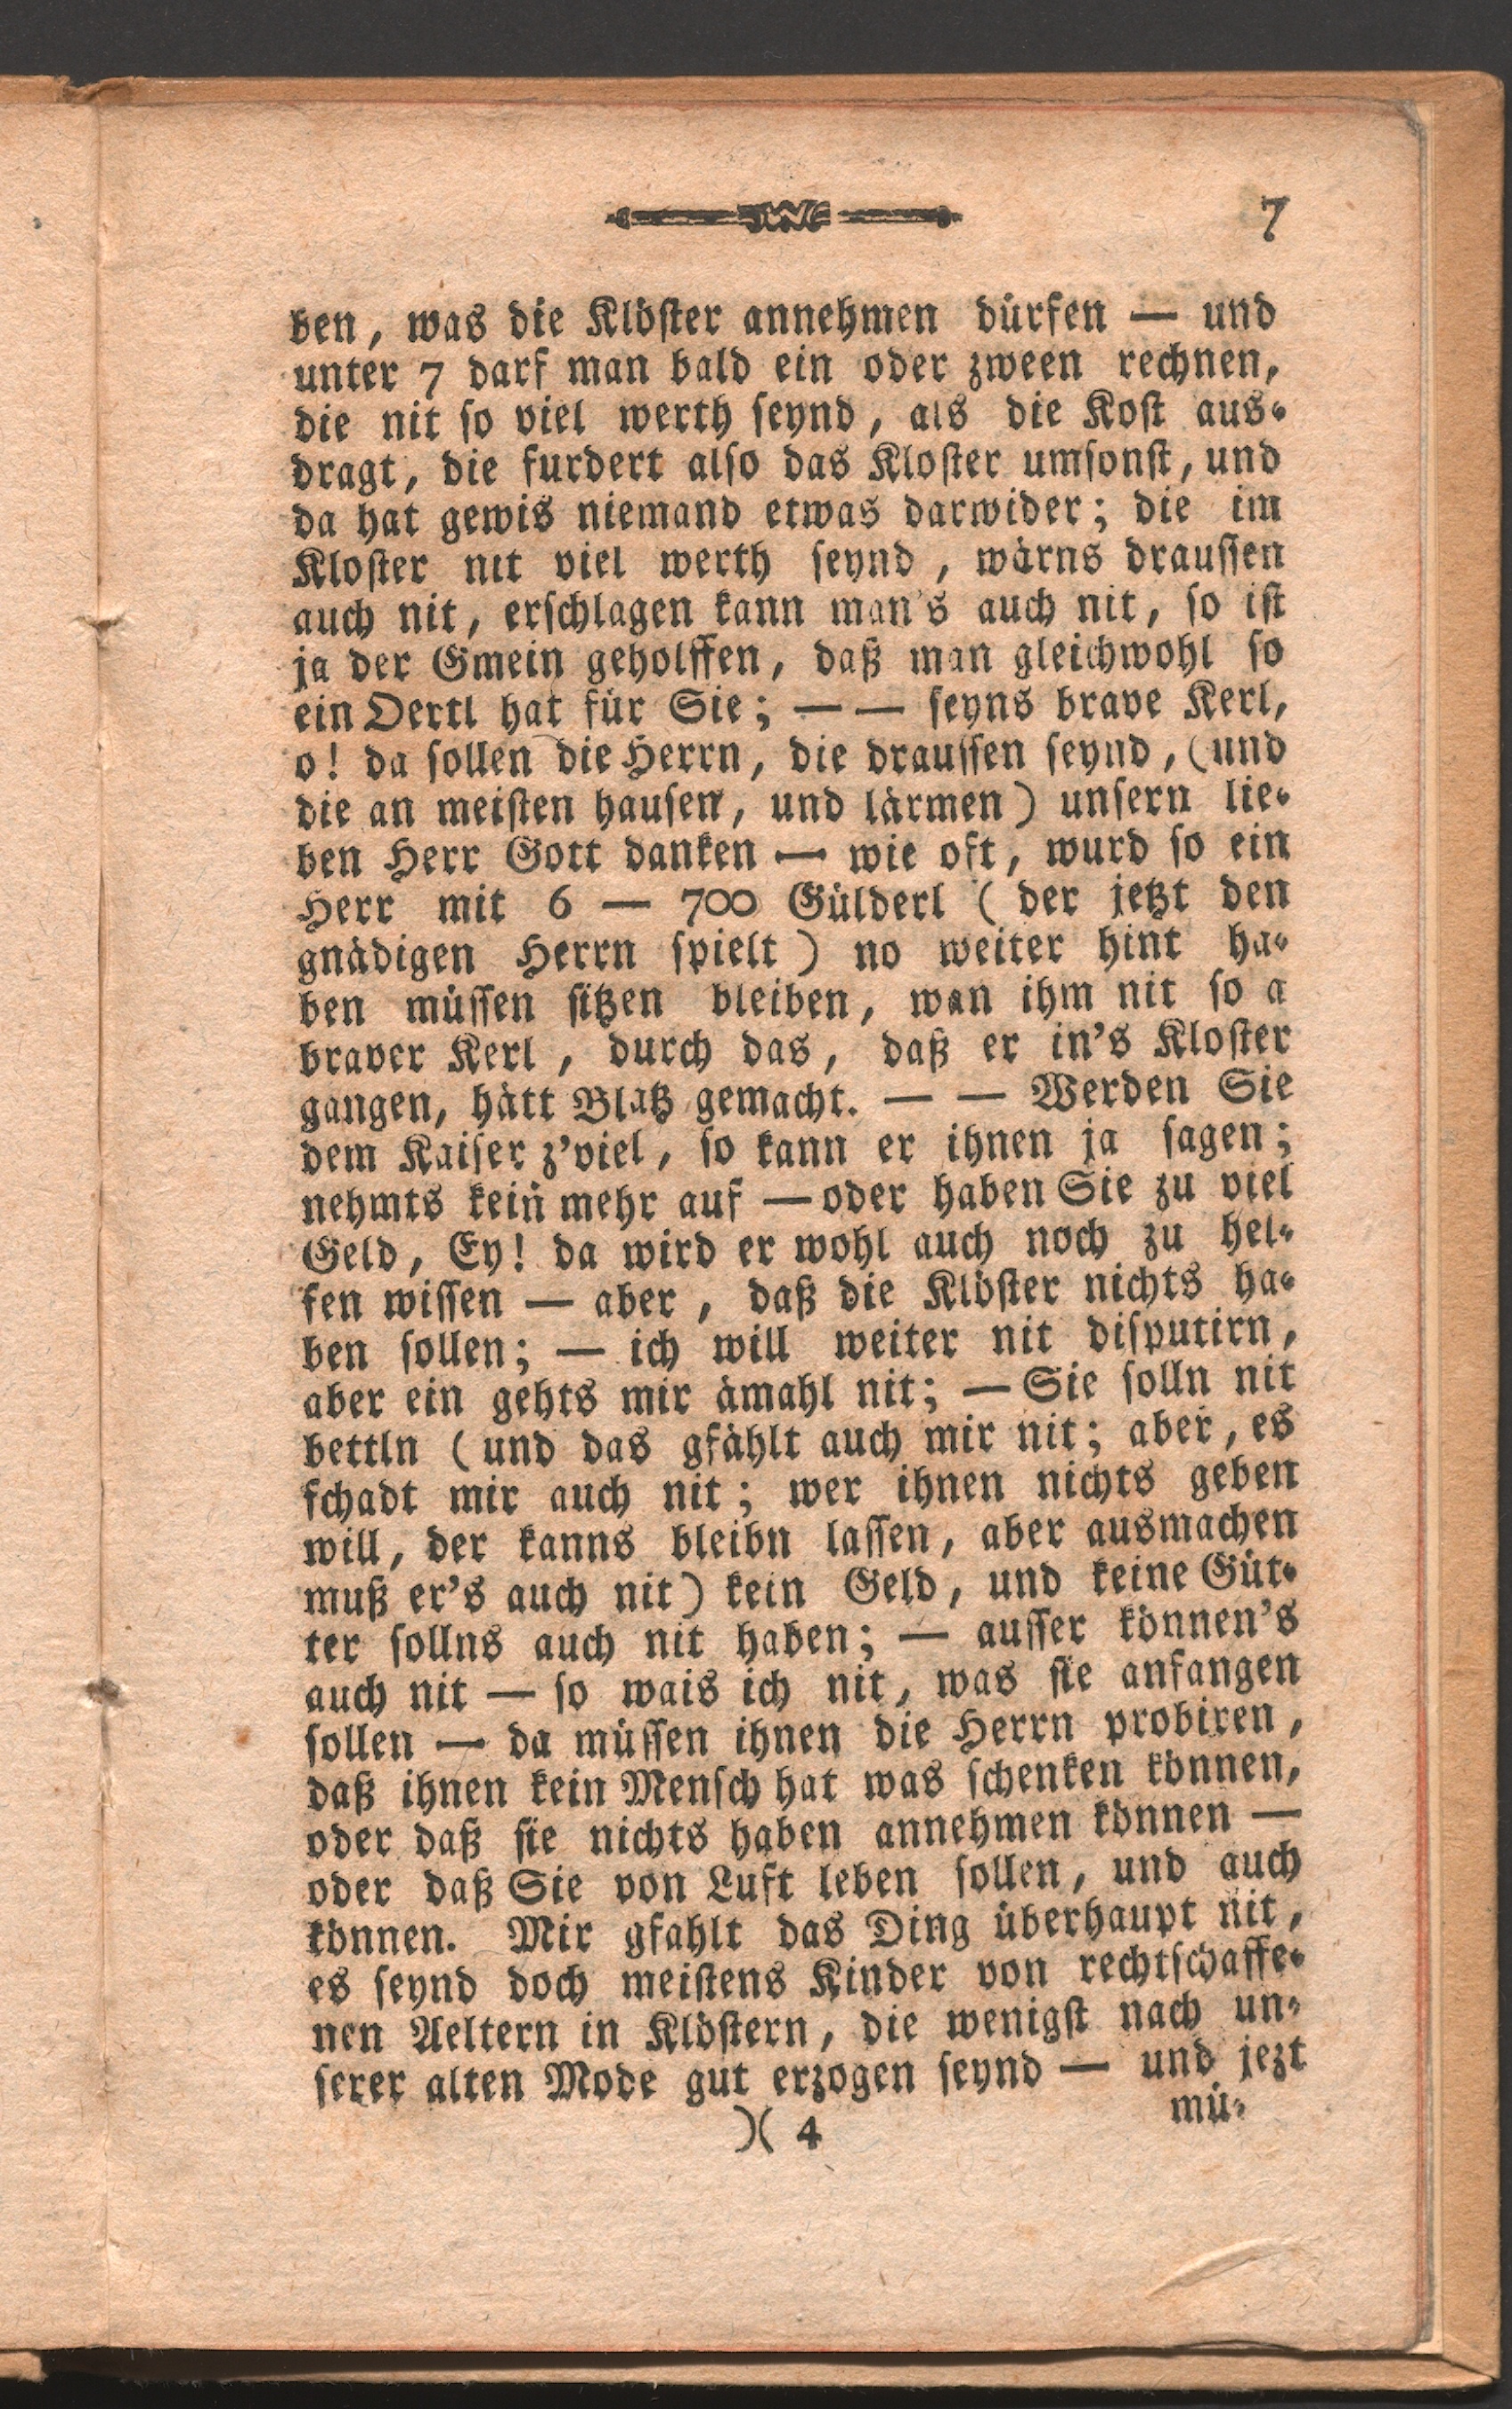 7
ben, was die Klöster annehmen dürfen — und
unter 7 darf man bald ein oder zween rechnen,
die nit ſo viel werth ſeynd, als die Koſt aus-
dragt, die furdert alſo das Kloſter umſonſt, und
da hat gewis niemand etwas darwider; die im
Kloſter nit viel werth ſeynd, wärns drauſſen
auch nit, erſchlagen kann man's auch nit, ſo iſt
ja der Gmein geholffen, daß man gleichwohl ſo
ein Oertl hat für Sie; — — ſeyns brave Kerl,
o! da ſollen die Herrn, die drauſſen ſeynd, (und
die an meiſten hauſen, und lärmen) unſern lie-
ben Herr Gott danken — wie oft, wurd ſo ein
Herr mit 6 — 700 Gülderl (der jetzt den
gnädigen Herrn ſpielt) no weiter hint ha-
ben müſſen ſitzen bleiben, wan ihm nit ſo a
braver Kerl, durch das, daß er in's Kloſter
gangen, hätt Blatz gemacht. — — Werden Sie
dem Kaiſer z'viel, ſo kann er ihnen ja ſagen;
nehmts kein mehr auf — oder haben Sie zu viel
Geld, Ey! da wird er wohl auch noch zu hel-
fen wiſſen — aber, daß die Klöſter nichts ha-
ben ſollen; — ich will weiter nit diſputirn,
aber ein gehts mir ämahl nit; — Sie ſolln nit
bettln (und das gfählt auch mir nit; aber, es
ſchadt mir auch nit; wer ihnen nichts geben
will, der kanns bleibn laſſen, aber ausmachen
muß er's auch nit) kein Geld, und keine Güt-
ter ſollns auch nit haben; — auſſer können's
auch nit — ſo wais ich nit, was ſie anfangen
ſollen — da müſſen ihnen die Herrn probiren,
daß ihnen kein Menſch hat was ſchenken können,
oder daß ſie nichts haben annehmen können —
oder daß Sie von Luft leben ſollen, und auch
können. Mir gfahlt das Ding überhaupt nit,
es ſeynd doch meiſtens Kinder von rechtſchaffe-
nen Aeltern in Klöſtern, die wenigſt nach un-
ſerer alten Mode gut erzogen ſeynd — und jezt
)( 4 mü-